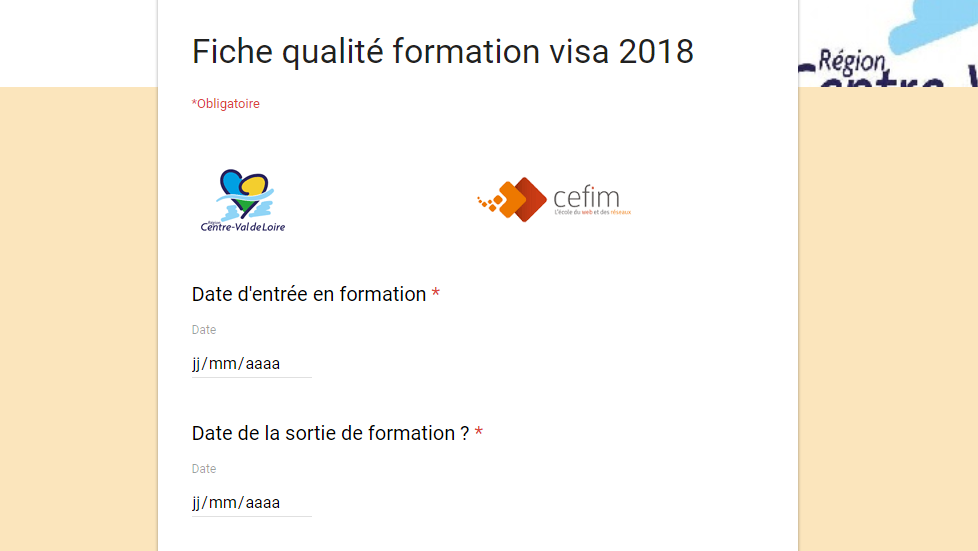 Fiche qualité formation visa 2018
Région
Centre-V
*Obligatoire
Région
Centre-Val de Loire
cefim
L'école du web et des réseaux
Date d'entrée en formation *
Date
jj/mm/aaaa
Date de la sortie de formation ? *
Date
jj/mm/aaaa